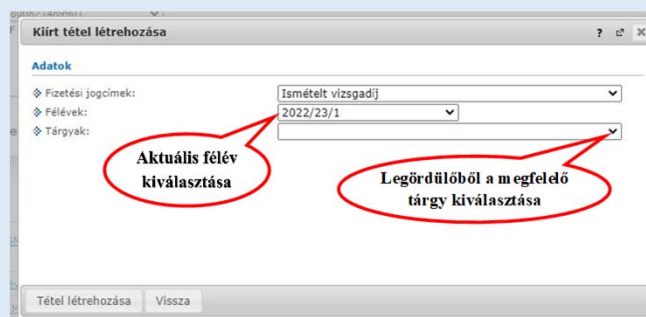 Kiírt tétel létrehozása
?
Adatok
Fizetési jogcímek: Ismételt vizsgadíj
Félévek: 2022/23/1
Tárgyak:
Aktuális félév
kiválasztása
Legördülőből a megfelelő
tárgy kiválasztása
Tétel létrehozása Vissza